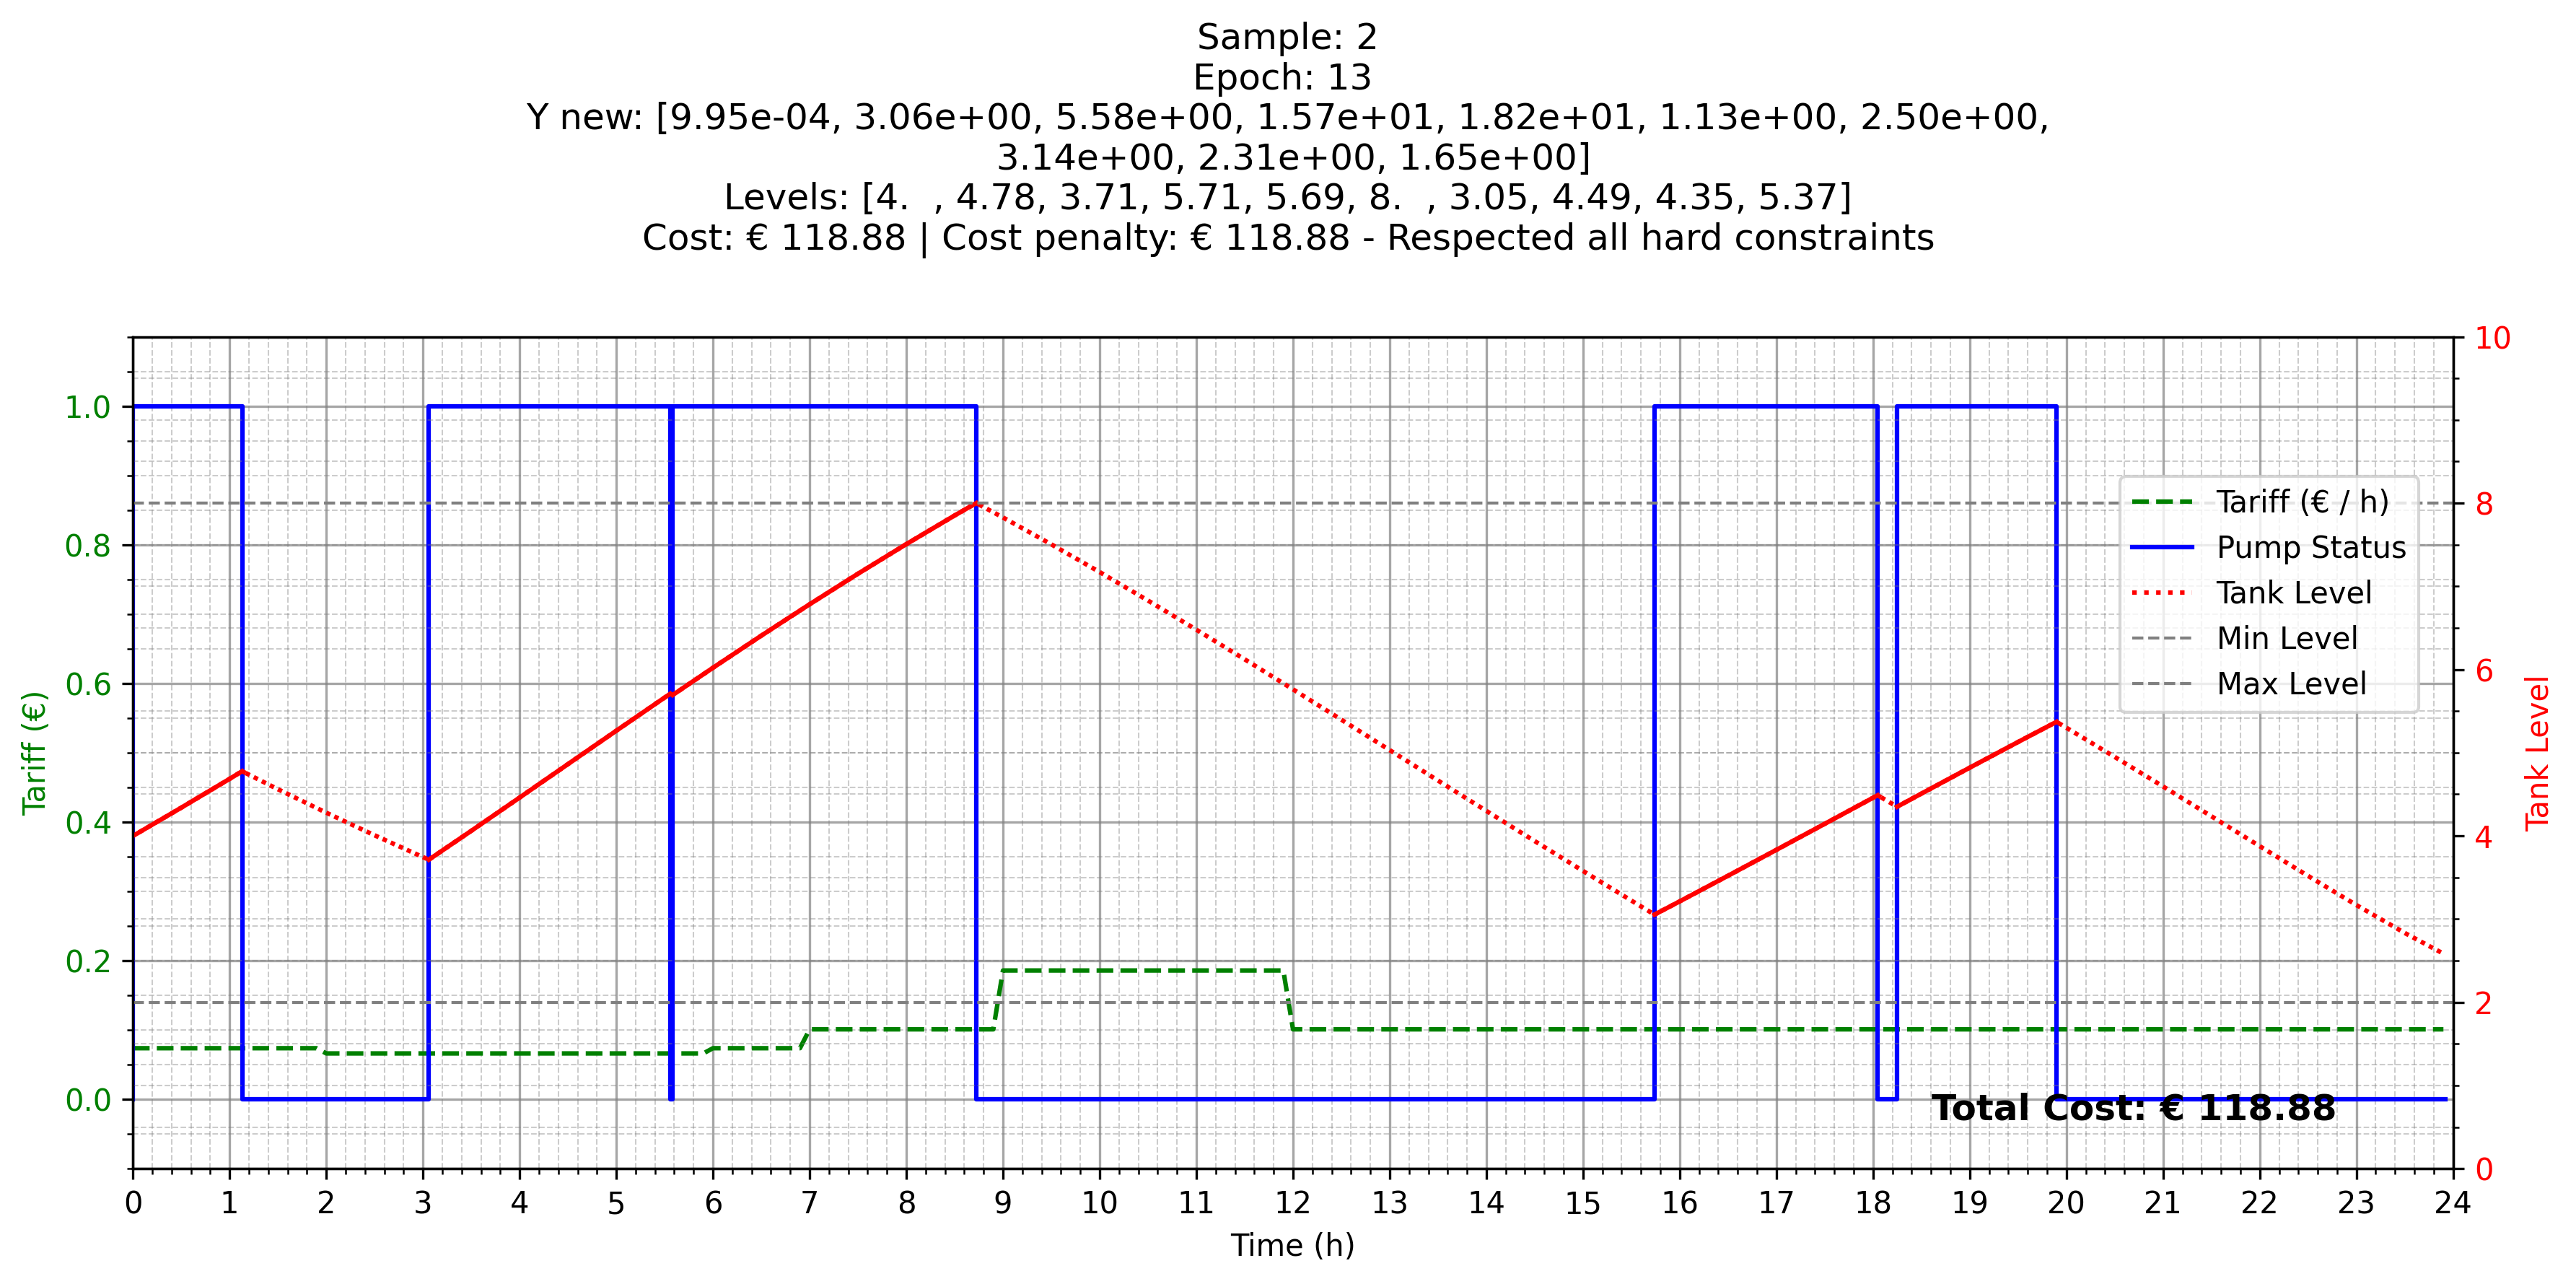 Sample: 2
Epoch: 13
Y new: [9.95e-04, 3.06e+00, 5.58e+00, 1.57e+01, 1.82e+01, 1.13e+00, 2.50e+00,
3.14e+00, 2.31e+00, 1.65e+00]
Levels: [4.  , 4.78, 3.71, 5.71, 5.69, 8.  , 3.05, 4.49, 4.35, 5.37]
Cost: € 118.88 | Cost penalty: € 118.88 - Respected all hard constraints
Tariff (€)
1.0
0.8
0.6
0.4
0.2
0.0
10
8
6
4
2
0
Tank Level
Tariff (€ / h)
Pump Status
Tank Level
Min Level
Max Level
Total Cost: € 118.88
0 1 2 3 4 5 6 7 8 9 10 11 12 13 14 15 16 17 18 19 20 21 22 23 24
Time (h)